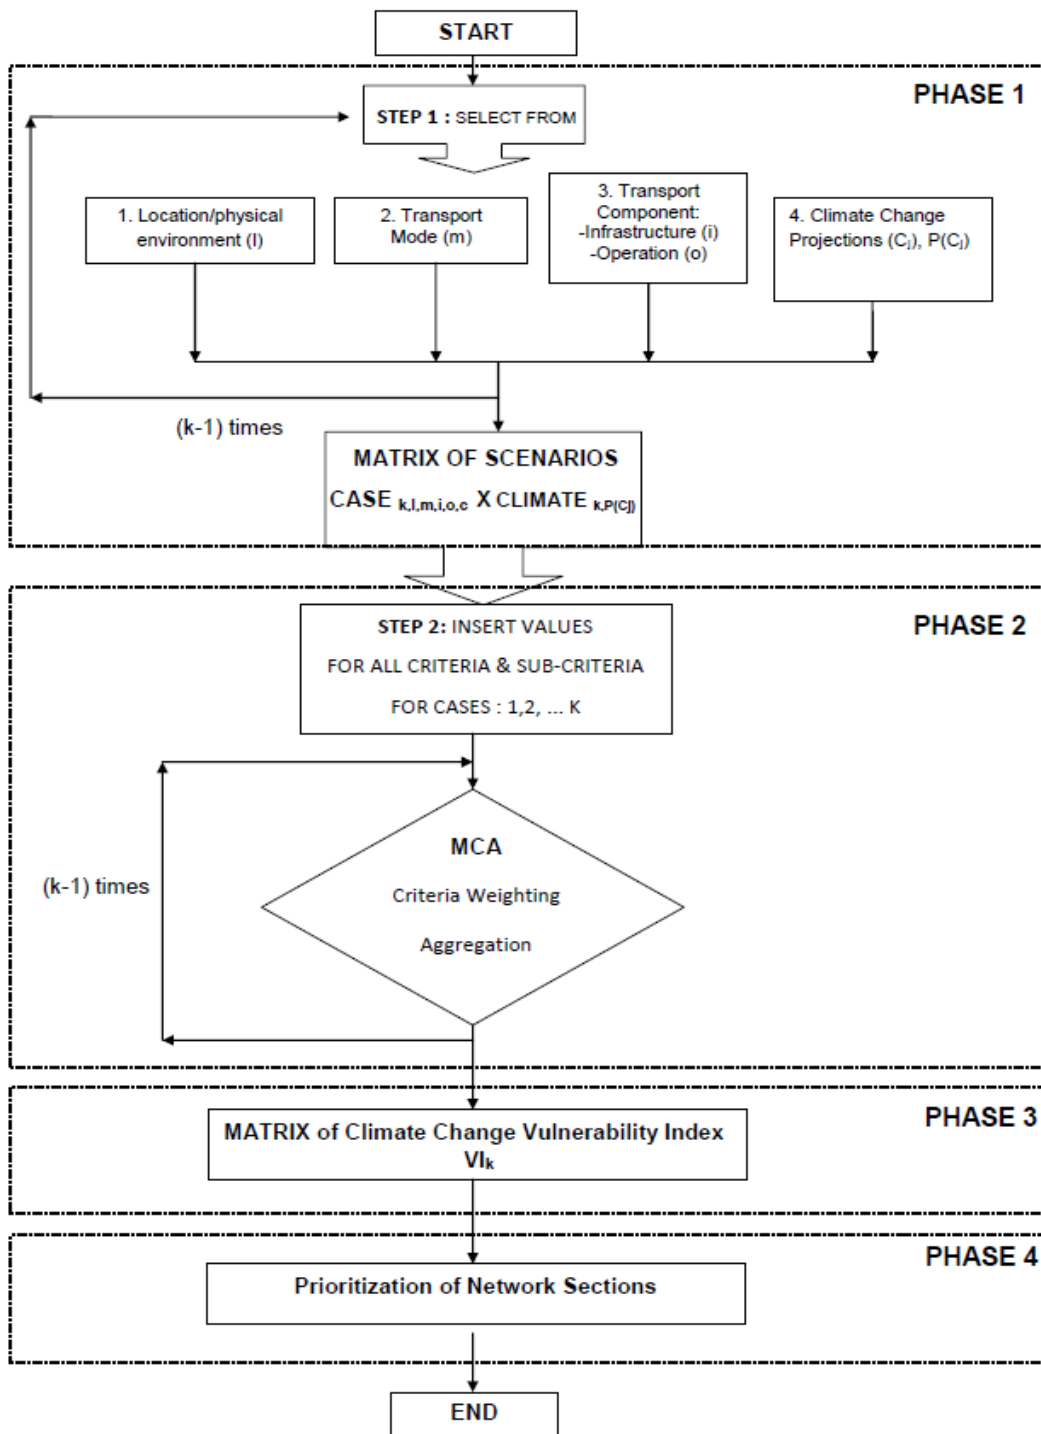 START
PHASE 1
STEP 1 : SELECT FROM
1. Location/physical
environment (l)
2. Transport
Mode (m)
3. Transport
Component:
-Infrastructure (i)
-Operation (o)
4. Climate Change
Projections (Cj), P(Cj)
(k-1) times
MATRIX OF SCENARIOS
CASE k,l,m,i,o,c X CLIMATE k,P(Cj)
PHASE 2
STEP 2: INSERT VALUES
FOR ALL CRITERIA & SUB-CRITERIA
FOR CASES : 1,2, ... K
(k-1) times
MCA
Criteria Weighting
Aggregation
PHASE 3
MATRIX of Climate Change Vulnerability Index
VIk
PHASE 4
Prioritization of Network Sections
END